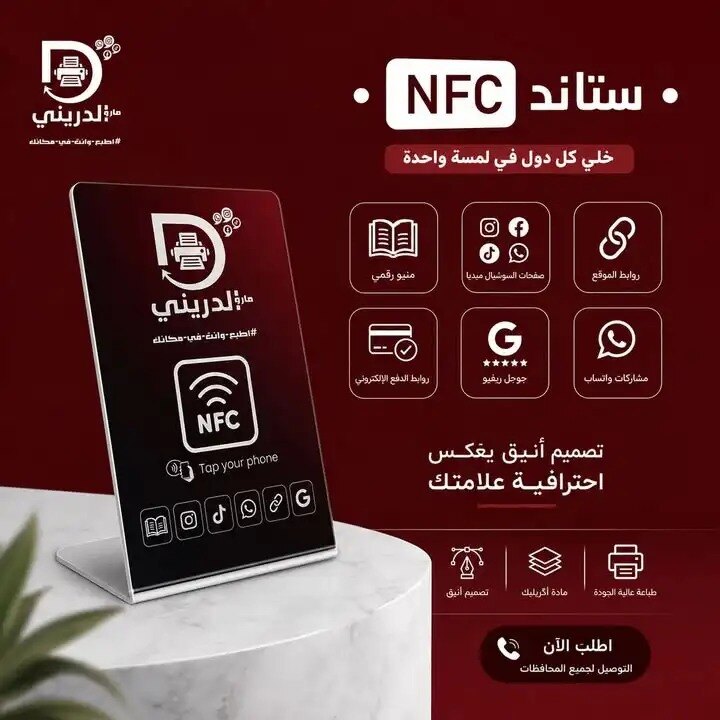 مارو الدريني
#اطبع-وانت-في-مكانك
• ستاند NFC •
خلي كل دول في لمسة واحدة
روابط الموقع
صفحات السوشيال ميديا
منيو رقمي
مشاركات واتساب
جوجل ريفيو
روابط الدفع الإلكتروني
تصميم أنيق يعكس
احترافية علامتك
طباعة عالية الجودة
مادة أكريليك
تصميم أنيق
اطلب الآن
التوصيل لجميع المحافظات
مارو الدريني
#اطبع-وانت-في-مكانك
NFC
Tap your phone